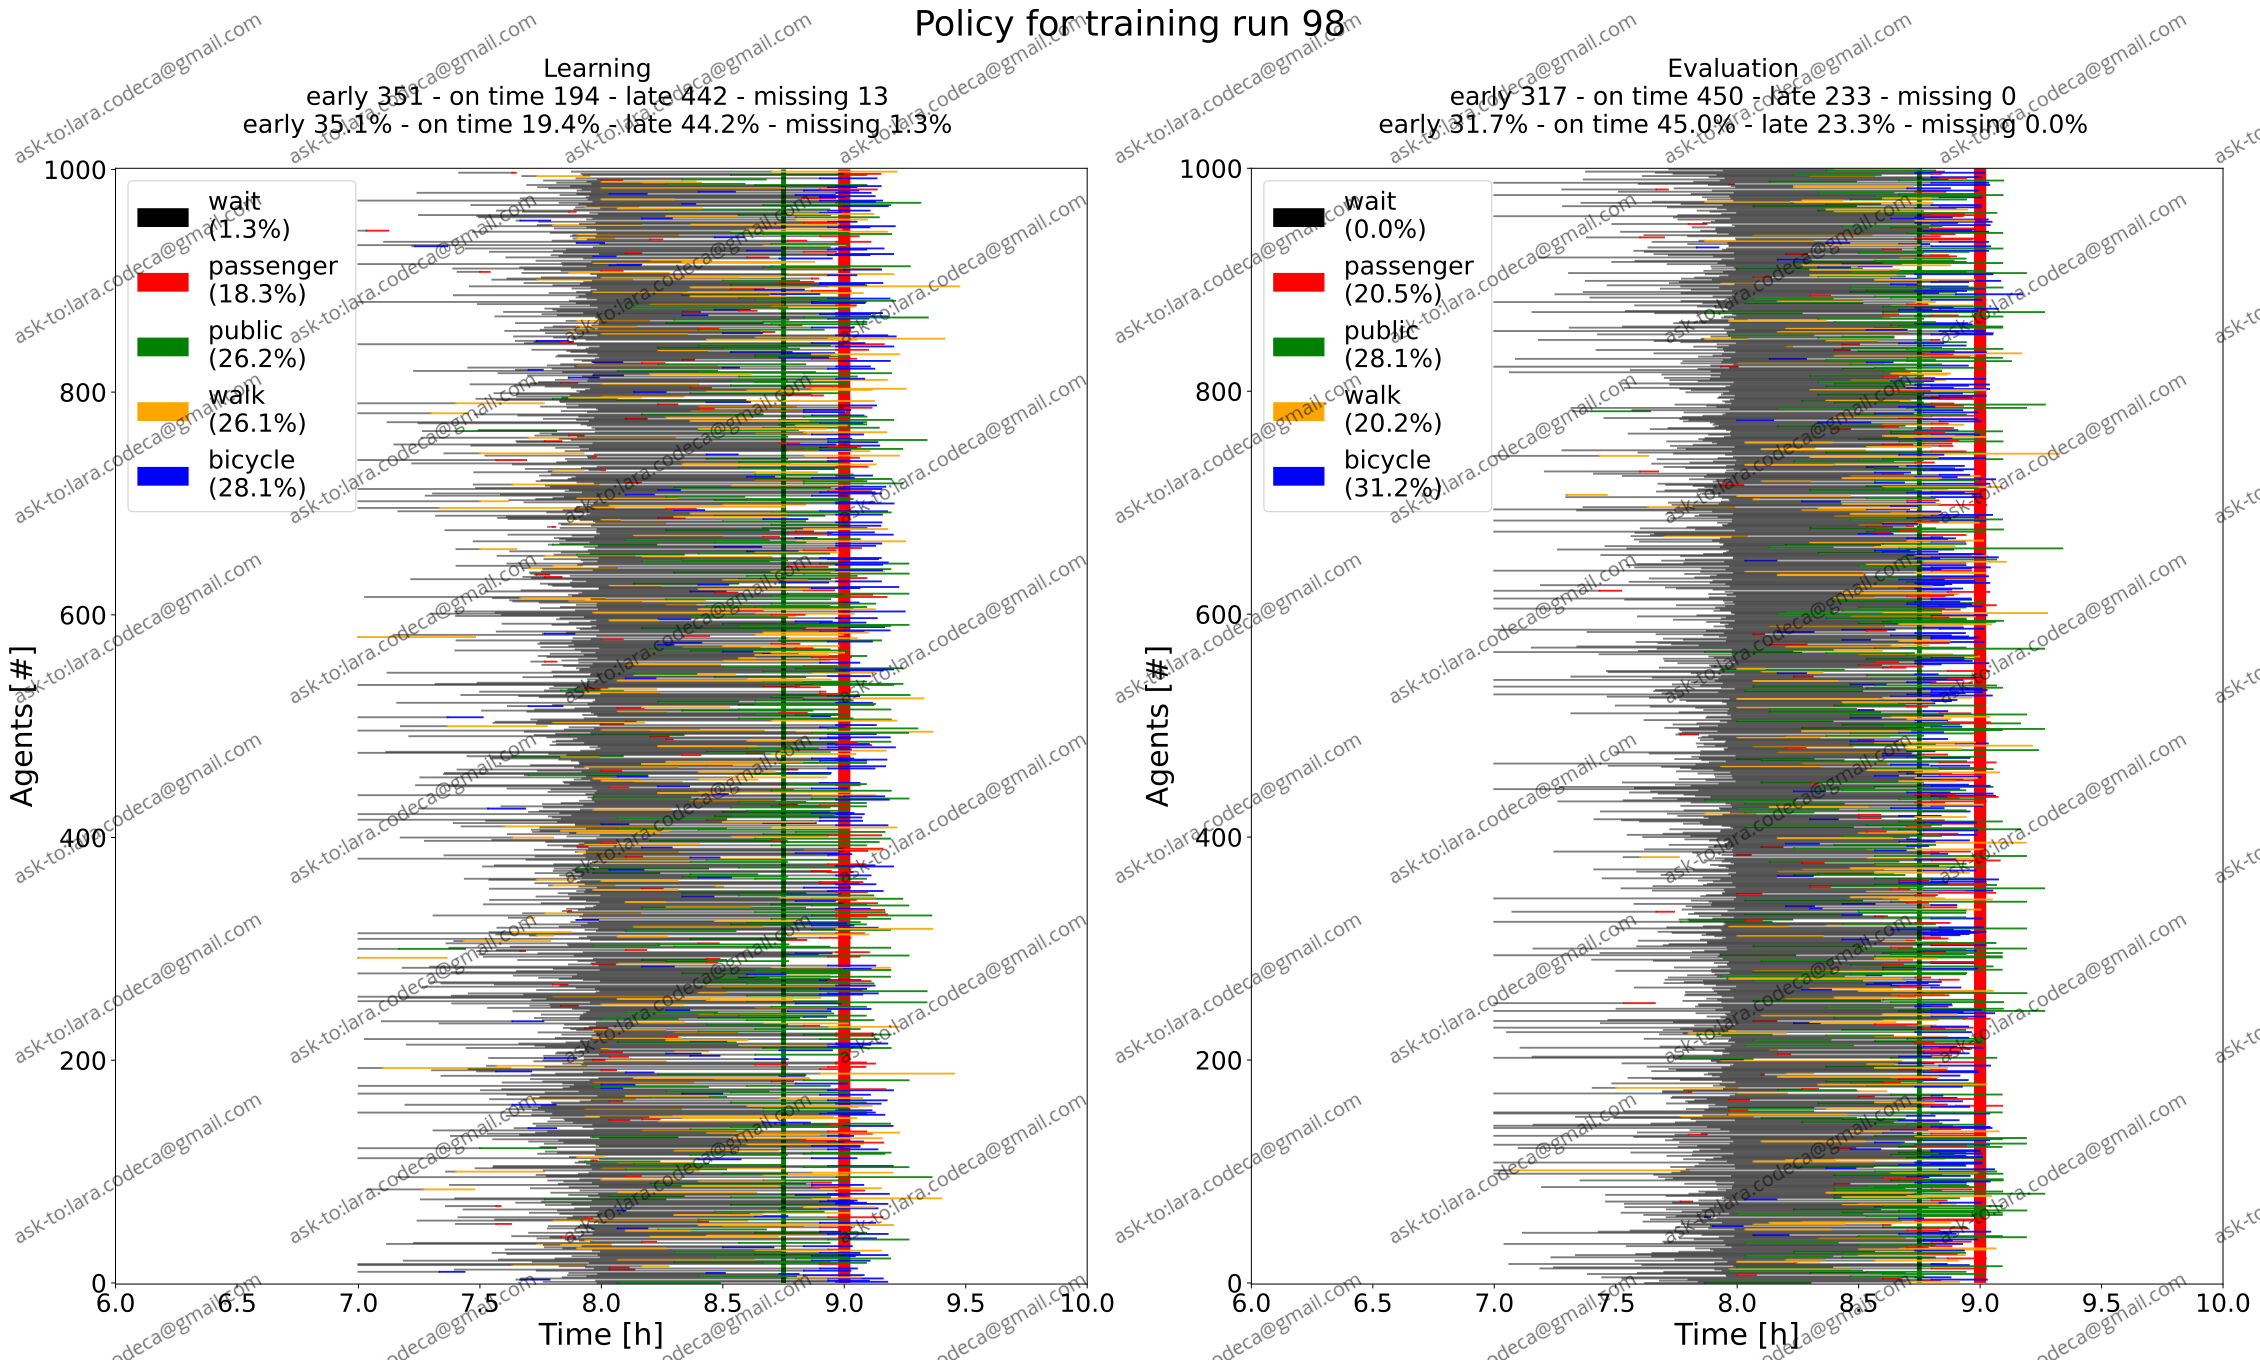 Policy for training run 98
Learning
early 351 - on time 194 - late 442 - missing 13
early 35.1% - on time 19.4% - late 44.2% - missing 1.3%
Evaluation
early 317 - on time 450 - late 233 - missing 0
early 31.7% - on time 45.0% - late 23.3% - missing 0.0%
1000
800
600
400
200
0
Agents [#]
wait
(1.3%)
passenger
(18.3%)
public
(26.2%)
walk
(26.1%)
bicycle
(28.1%)
6.0 6.5 7.0 7.5 8.0 8.5 9.0 9.5 10.0
Time [h]
1000
800
600
400
200
0
Agents [#]
wait
(0.0%)
passenger
(20.5%)
public
(28.1%)
walk
(20.2%)
bicycle
(31.2%)
6.0 6.5 7.0 7.5 8.0 8.5 9.0 9.5 10.0
Time [h]
ask-to:lara.codeca@gmail.com